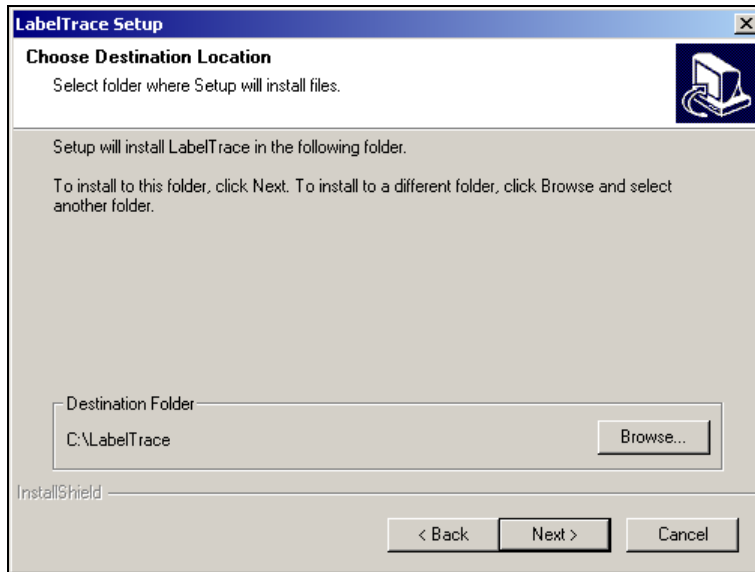 LabelTrace Setup
Choose Destination Location
Select folder where Setup will install files.
Setup will install LabelTrace in the following folder.
To install to this folder, click Next. To install to a different folder, click Browse and select
another folder.
Destination Folder
C:\LabelTrace
Browse...
InstallShield
< Back
Next >
Cancel